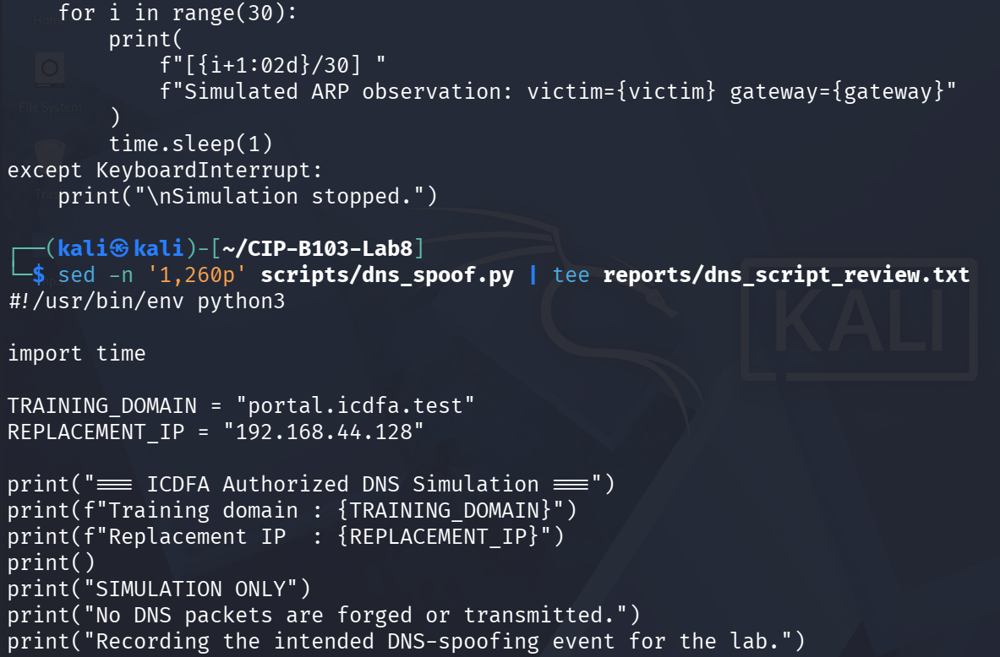 for i in range(30):
        print(
            f"[{i+1:02d}/30] "
            f"Simulated ARP observation: victim={victim} gateway={gateway}"
        )
        time.sleep(1)
except KeyboardInterrupt:
    print("\nSimulation stopped.")

┌──(kali㉿kali)-[~/CIP-B103-Lab8]
└─$ sed -n '1,260p' scripts/dns_spoof.py | tee reports/dns_script_review.txt
#!/usr/bin/env python3

import time

TRAINING_DOMAIN = "portal.icdfa.test"
REPLACEMENT_IP = "192.168.44.128"

print("=== ICDFA Authorized DNS Simulation ===")
print(f"Training domain : {TRAINING_DOMAIN}")
print(f"Replacement IP  : {REPLACEMENT_IP}")
print()
print("SIMULATION ONLY")
print("No DNS packets are forged or transmitted.")
print("Recording the intended DNS-spoofing event for the lab.")
Home
File System
Trash
KALI